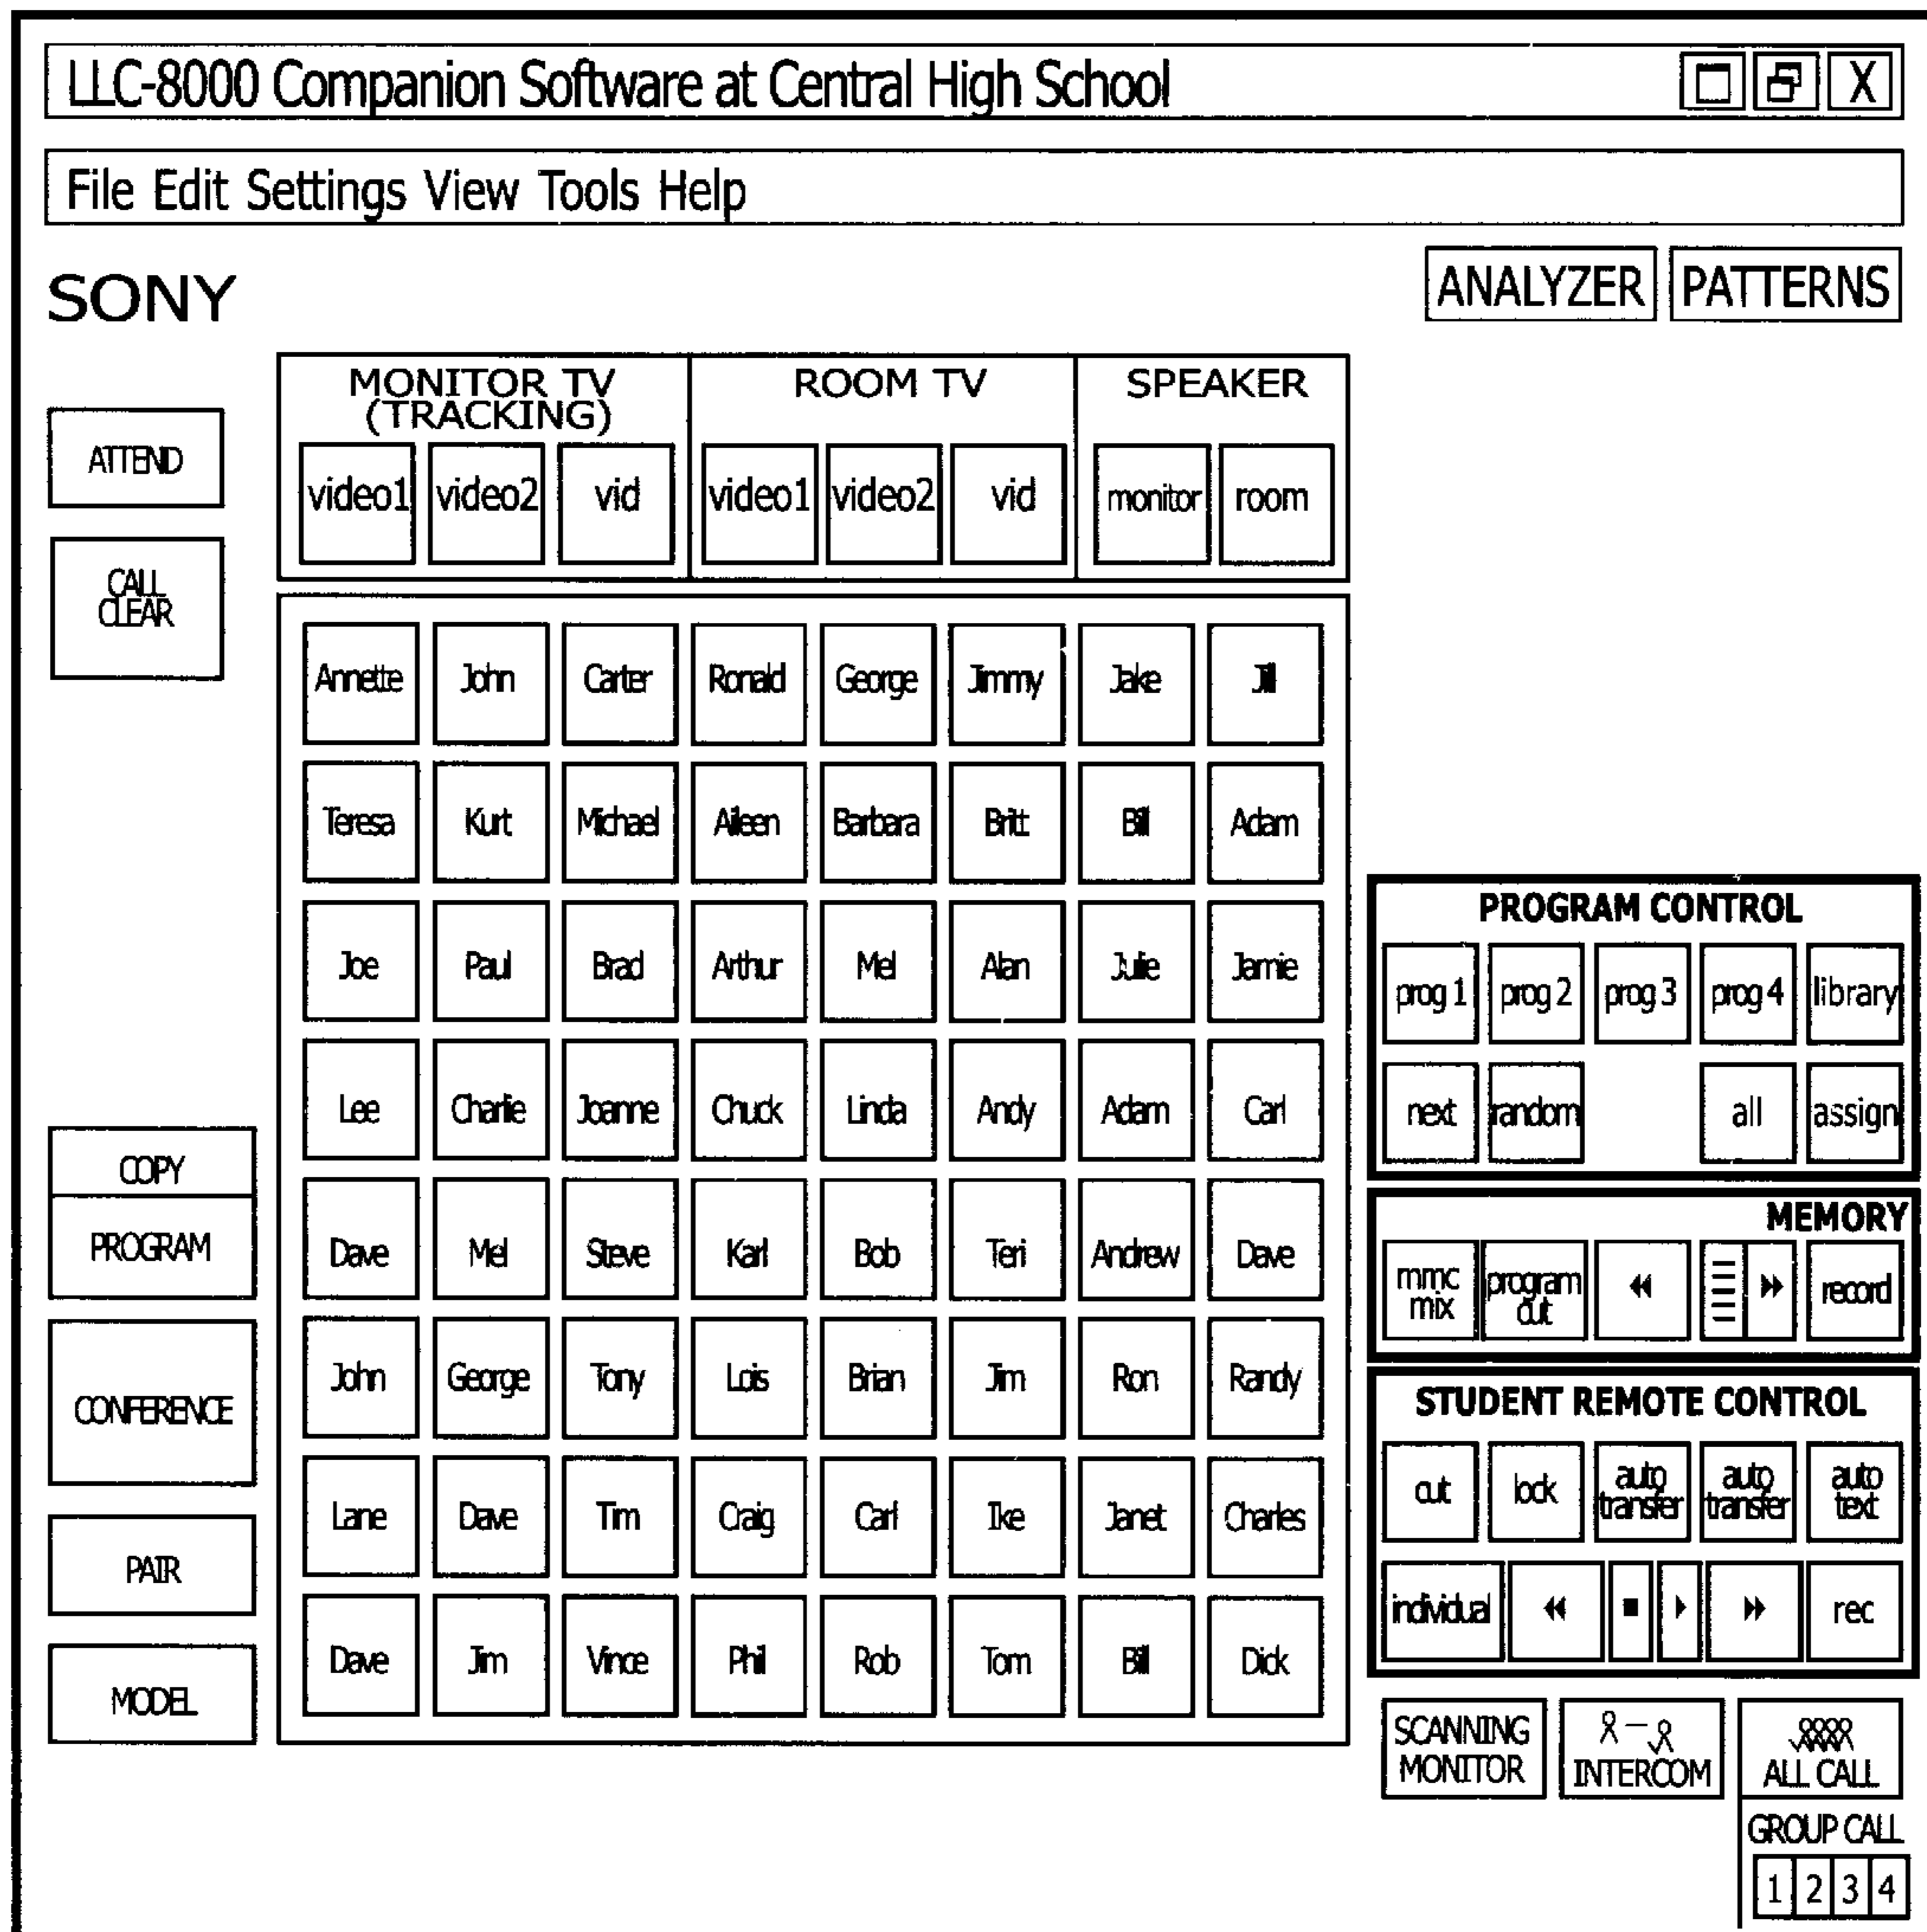 LLC-8000 Companion Software at Central High School X
File Edit Settings View Tools Help
SONY
ANALYZER PATTERNS
ATTEND
CALL
CLEAR
COPY
PROGRAM
CONFERENCE
PAIR
MODEL
MONITOR TV
(TRACKING)
video1 video2 vid
ROOM TV
video1 video2 vid
SPEAKER
monitor room
Annette John Carter Ronald George Jimmy Jake Jill
Teresa Kurt Michael Aileen Barbara Britt Bill Adam
Joe Paul Brad Arthur Mel Alan Julie Jamie
Lee Charlie Joanne Chuck Linda Andy Adam Carl
Dave Mel Steve Karl Bob Teri Andrew Dave
John George Tony Lois Brian Jim Ron Randy
Lane Dave Tim Craig Carl Ike Janet Charles
Dave Jim Vince Phil Rob Tom Bill Dick
PROGRAM CONTROL
prog 1 prog 2 prog 3 prog 4 library
next random all assign
MEMORY
mmc
mix
program
out
record
STUDENT REMOTE CONTROL
cut lock
auto
transfer
auto
transfer
auto
text
individual rec
SCANNING
MONITOR
INTERCOM
ALL CALL
GROUP CALL
1 2 3 4